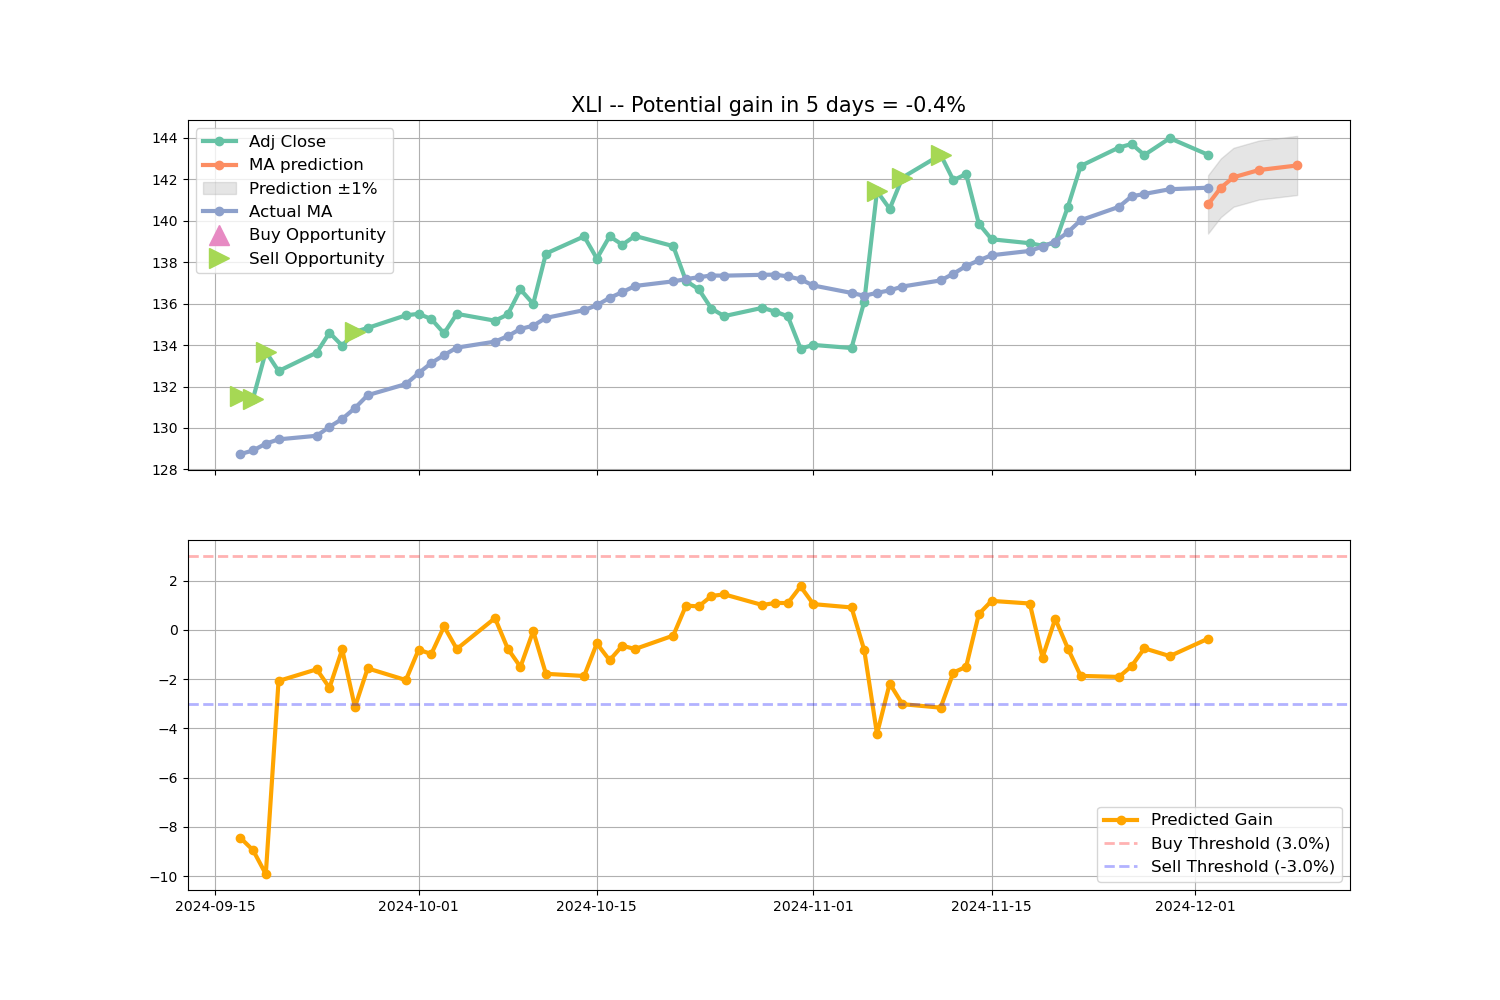 XLI -- Potential gain in 5 days = -0.4%
144
142
140
138
136
134
132
130
128
Adj Close
MA prediction
Prediction ±1%
Actual MA
Buy Opportunity
Sell Opportunity
2
0
−2
−4
−6
−8
−10
Predicted Gain
Buy Threshold (3.0%)
Sell Threshold (-3.0%)
2024-09-15
2024-10-01
2024-10-15
2024-11-01
2024-11-15
2024-12-01